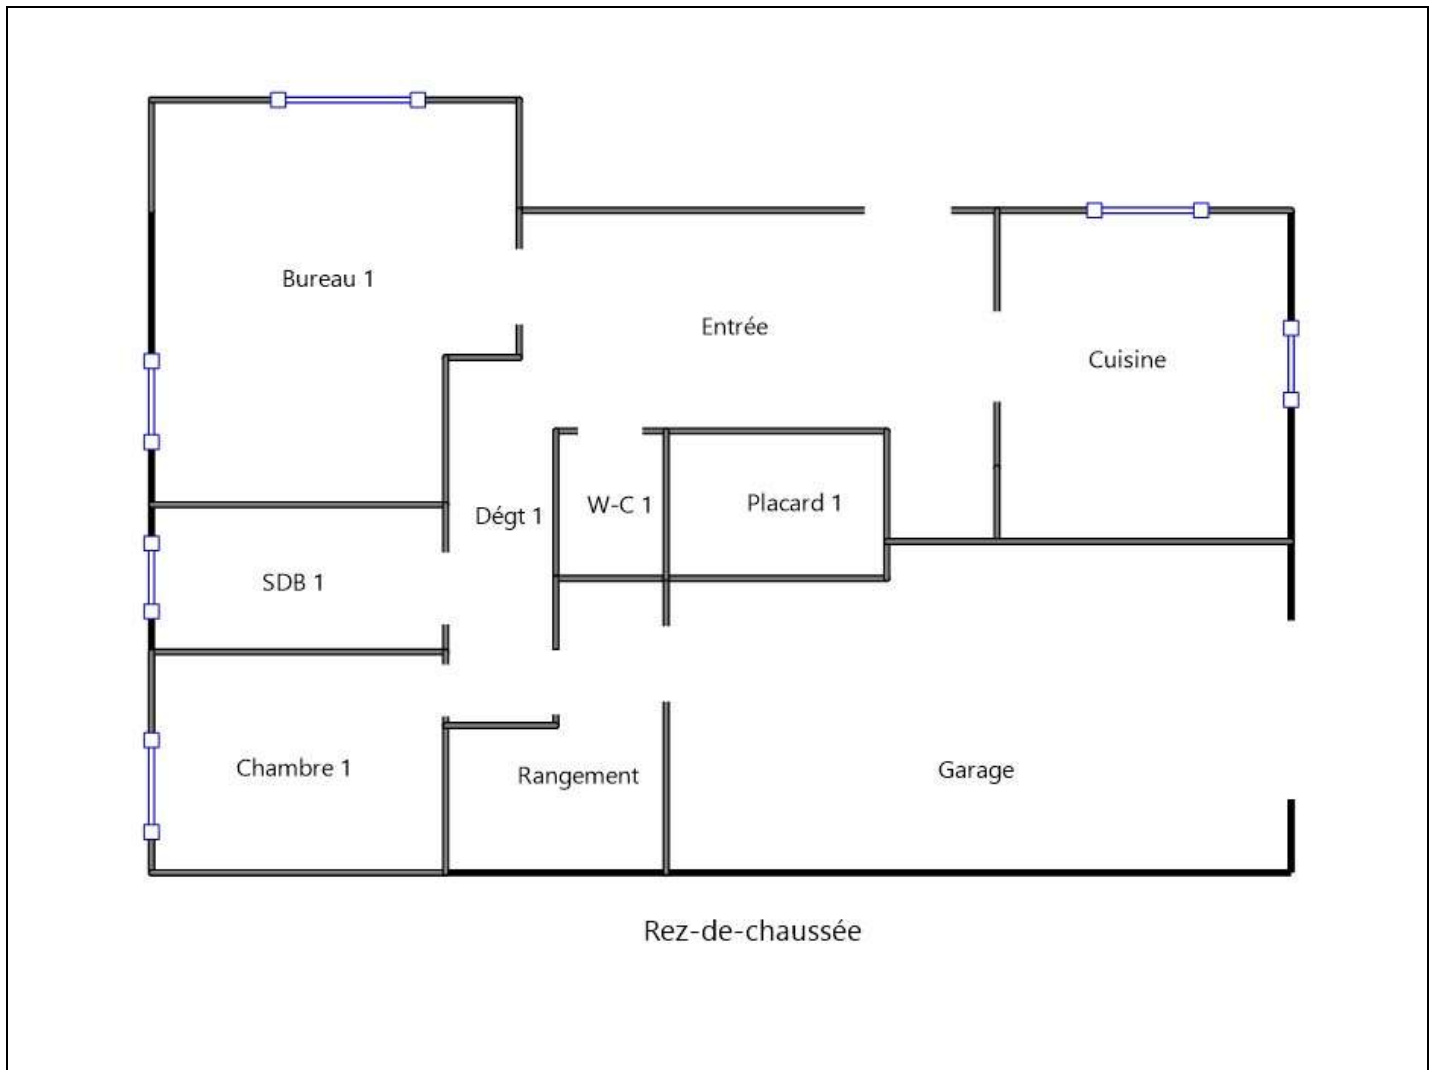 Bureau 1
Entrée
Cuisine
Dégt 1
W-C 1
Placard 1
SDB 1
Chambre 1
Rangement
Garage
Rez-de-chaussée